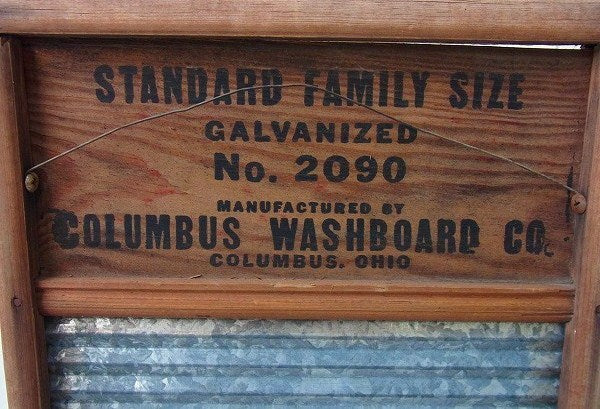 STANDARD FAMILY SIZE
GALVANIZED
No. 2090
MANUFACTURED BY
COLUMBUS WASHBOARD CO.
COLUMBUS. OHIO